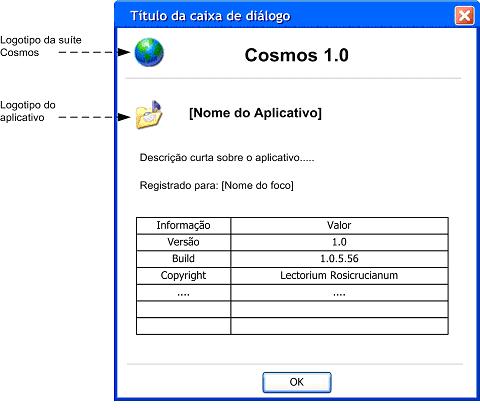 Título da caixa de diálogo
Logotipo da suíte
Cosmos
Cosmos 1.0
Logotipo do
aplicativo
[Nome do Aplicativo]
Descrição curta sobre o aplicativo.....
Registrado para: [Nome do foco]
Informação Valor
Versão 1.0
Build 1.0.5.56
Copyright Lectorium Rosicrucianum
.... ....
OK